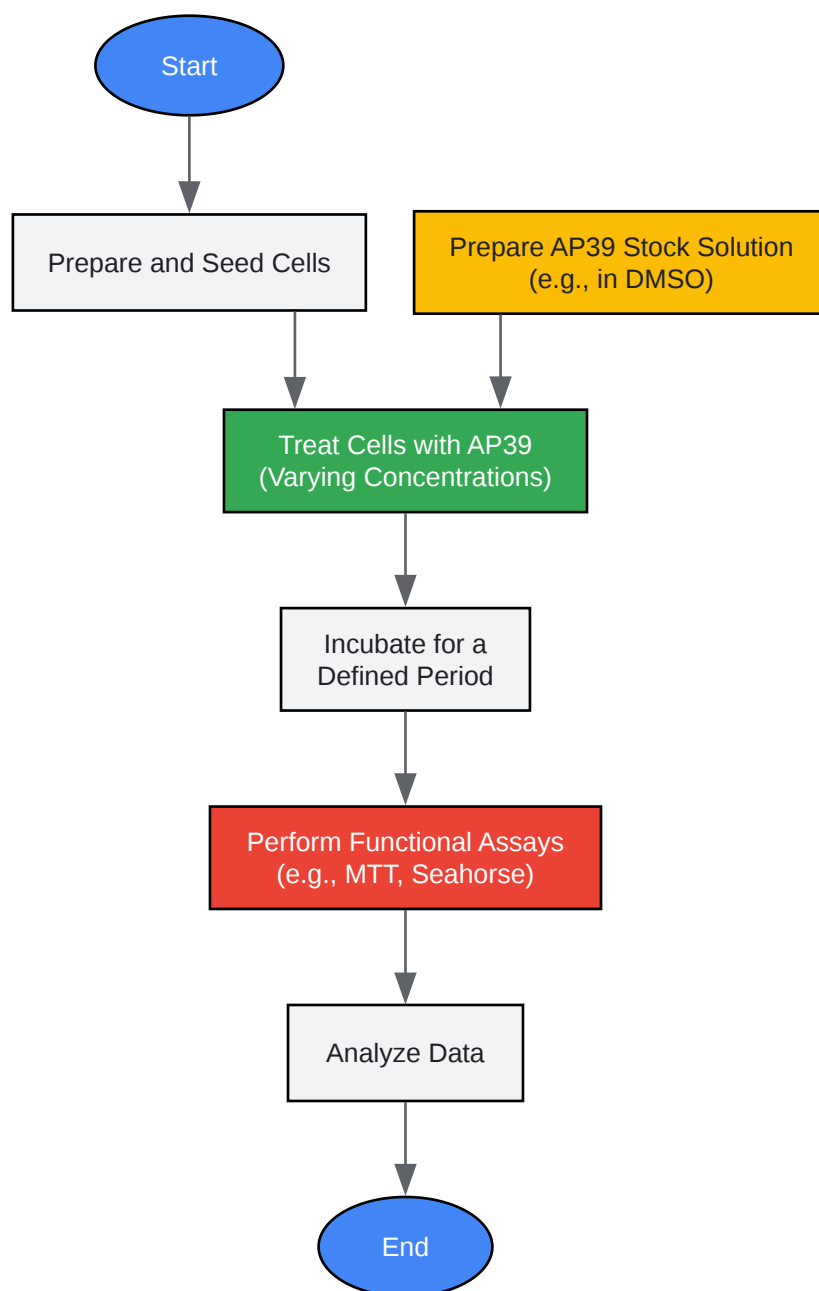 Start
Prepare and Seed Cells
Prepare AP39 Stock Solution
(e.g., in DMSO)
Treat Cells with AP39
(Varying Concentrations)
Incubate for a
Defined Period
Perform Functional Assays
(e.g., MTT, Seahorse)
Analyze Data
End